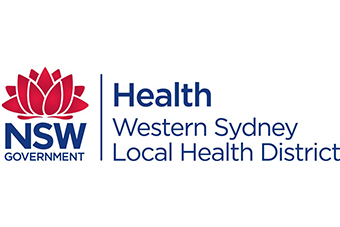 NSW
GOVERNMENT
Health
Western Sydney
Local Health District